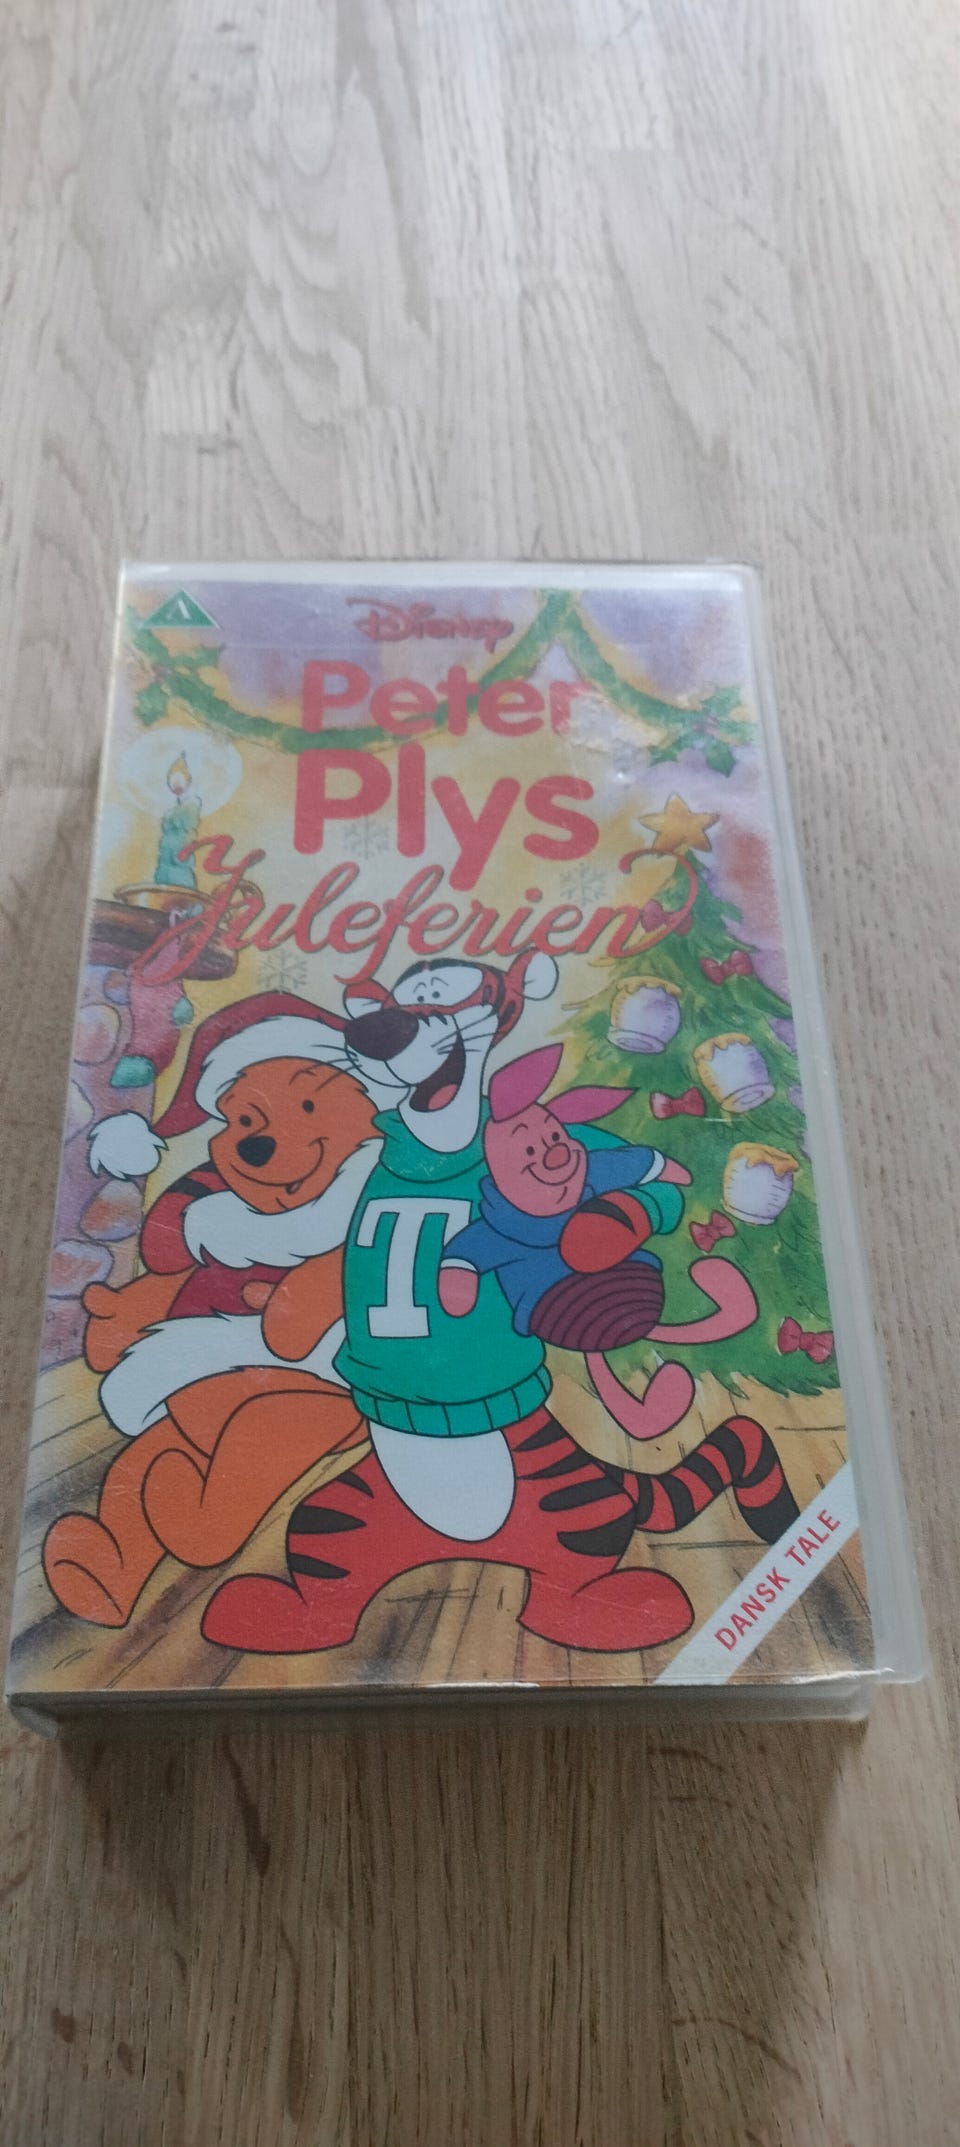 A
Disney
Peter
Plys
Juleferien
T
DANSK TALE